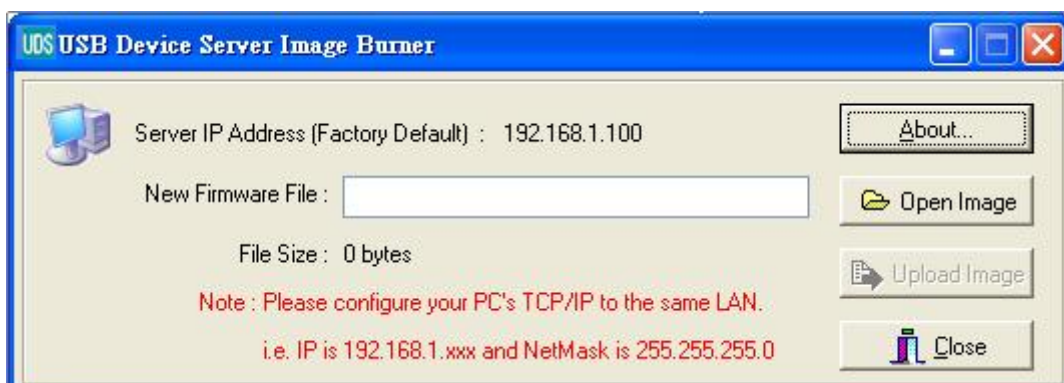 UDS USB Device Server Image Burner
Server IP Address (Factory Default) : 192.168.1.100
About...
New Firmware File :
Open Image
File Size : 0 bytes
Upload Image
Note : Please configure your PC's TCP/IP to the same LAN.
i.e. IP is 192.168.1.xxx and NetMask is 255.255.255.0
Close